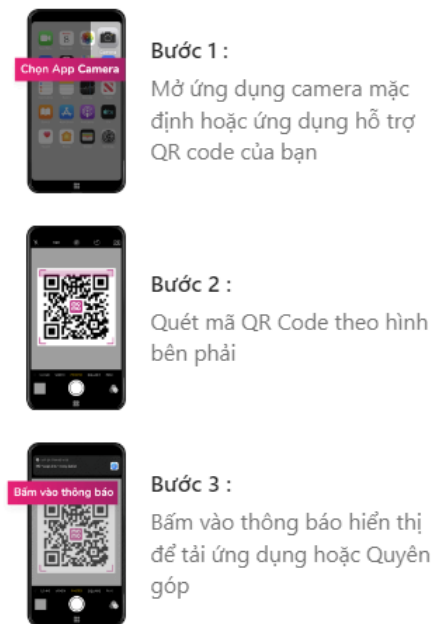 Chọn App Camera
Bước 1 :
Mở ứng dụng camera mặc
định hoặc ứng dụng hỗ trợ
QR code của bạn
Bước 2 :
Quét mã QR Code theo hình
bên phải
Bấm vào thông báo
Bước 3 :
Bấm vào thông báo hiển thị
để tải ứng dụng hoặc Quyên
góp